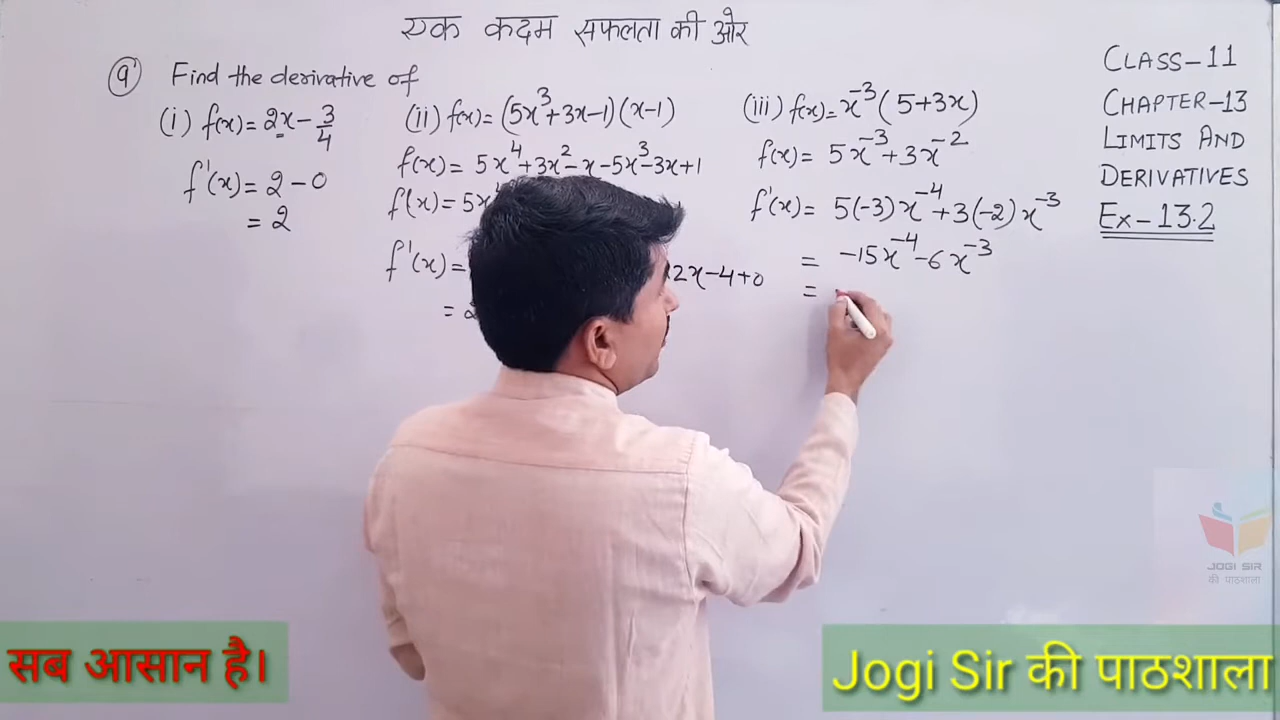 एक कदम सफलता की ओर
9 Find the derivative of
(i) f(x) = 2x - 3/4
f'(x) = 2 - 0
= 2
(ii) f(x) = (5x³+3x-1)(x-1)
f(x) = 5x⁴+3x²-x-5x³-3x+1
f(x) = 5x
f'(x) =
2x-4+0
=
(iii) f(x) = x⁻³(5+3x)
f(x) = 5x⁻³+3x⁻²
f'(x) = 5(-3)x⁻⁴+3(-2)x⁻³
= -15x⁻⁴-6x⁻³
=
CLASS-11
CHAPTER-13
LIMITS AND
DERIVATIVES
Ex-13.2
JOGI SIR
की पाठशाला
सब आसान है।
Jogi Sir की पाठशाला